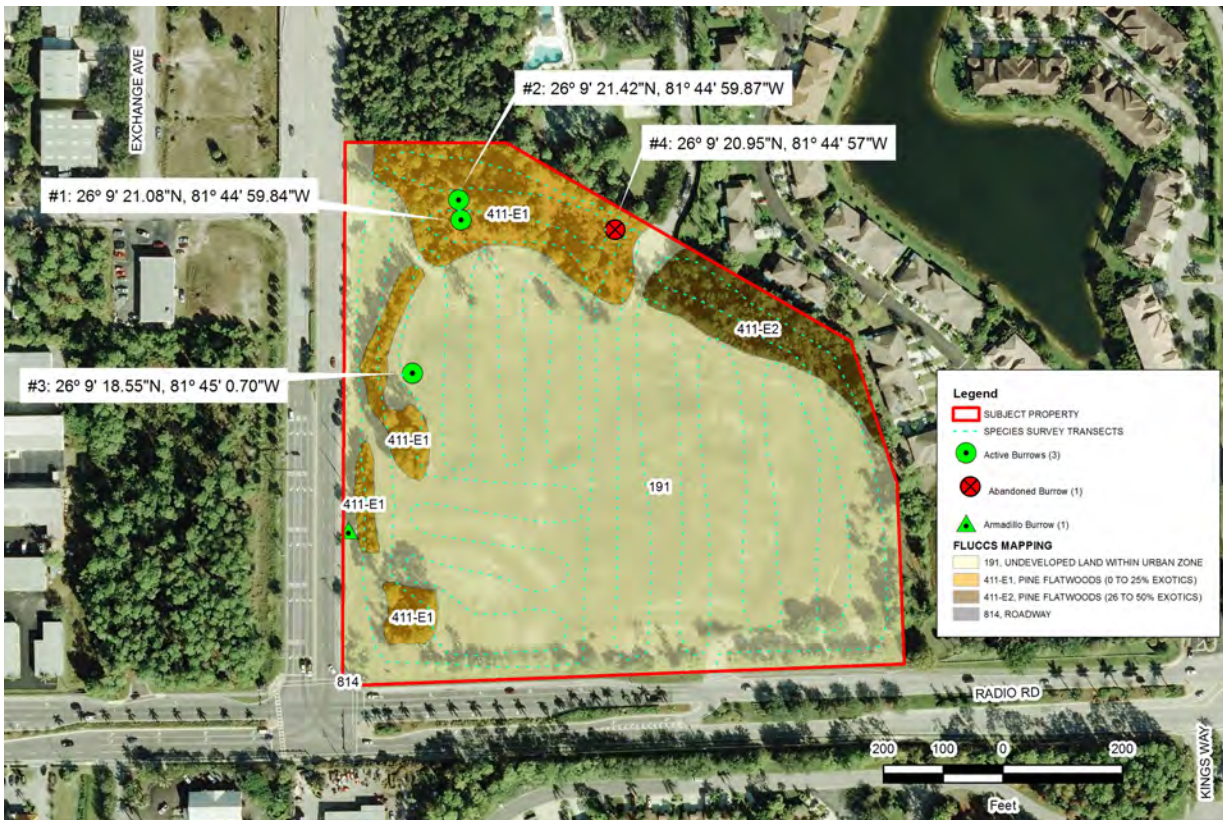 EXCHANGE AVE
#2: 26º 9' 21.42"N, 81º 44' 59.87"W
#4: 26º 9' 20.95"N, 81º 44' 57"W
#1: 26º 9' 21.08"N, 81º 44' 59.84"W
411-E1
411-E2
#3: 26º 9' 18.55"N, 81º 45' 0.70"W
411-E1
191
411-E1
411-E1
814
Legend
SUBJECT PROPERTY
SPECIES SURVEY TRANSECTS
Active Burrows (3)
Abandoned Burrow (1)
Armadillo Burrow (1)
FLUCCS MAPPING
191, UNDEVELOPED LAND WITHIN URBAN ZONE
411-E1, PINE FLATWOODS (0 TO 25% EXOTICS)
411-E2, PINE FLATWOODS (26 TO 50% EXOTICS)
814, ROADWAY
RADIO RD
KINGS WAY
200 100 0 200
Feet